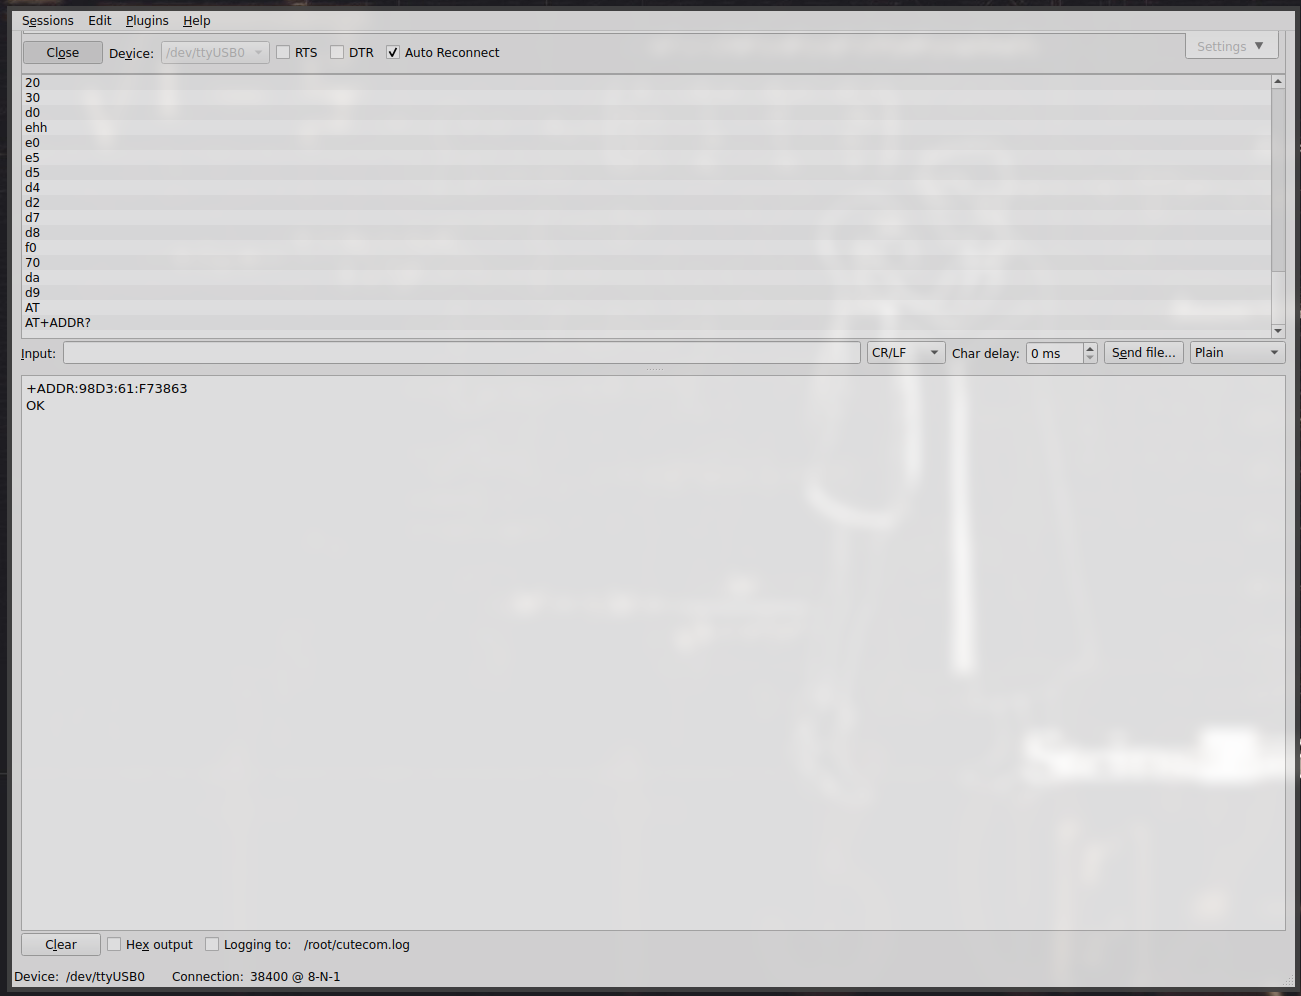 Sessions Edit Plugins Help
Close Device: /dev/ttyUSB0 RTS DTR Auto Reconnect Settings
20
30
d0
ehh
e0
e5
d5
d4
d2
d7
d8
f0
70
da
d9
AT
AT+ADDR?
Input: CR/LF Char delay: 0 ms Send file... Plain
+ADDR:98D3:61:F73863
OK
Clear Hex output Logging to: /root/cutecom.log
Device: /dev/ttyUSB0 Connection: 38400 @ 8-N-1